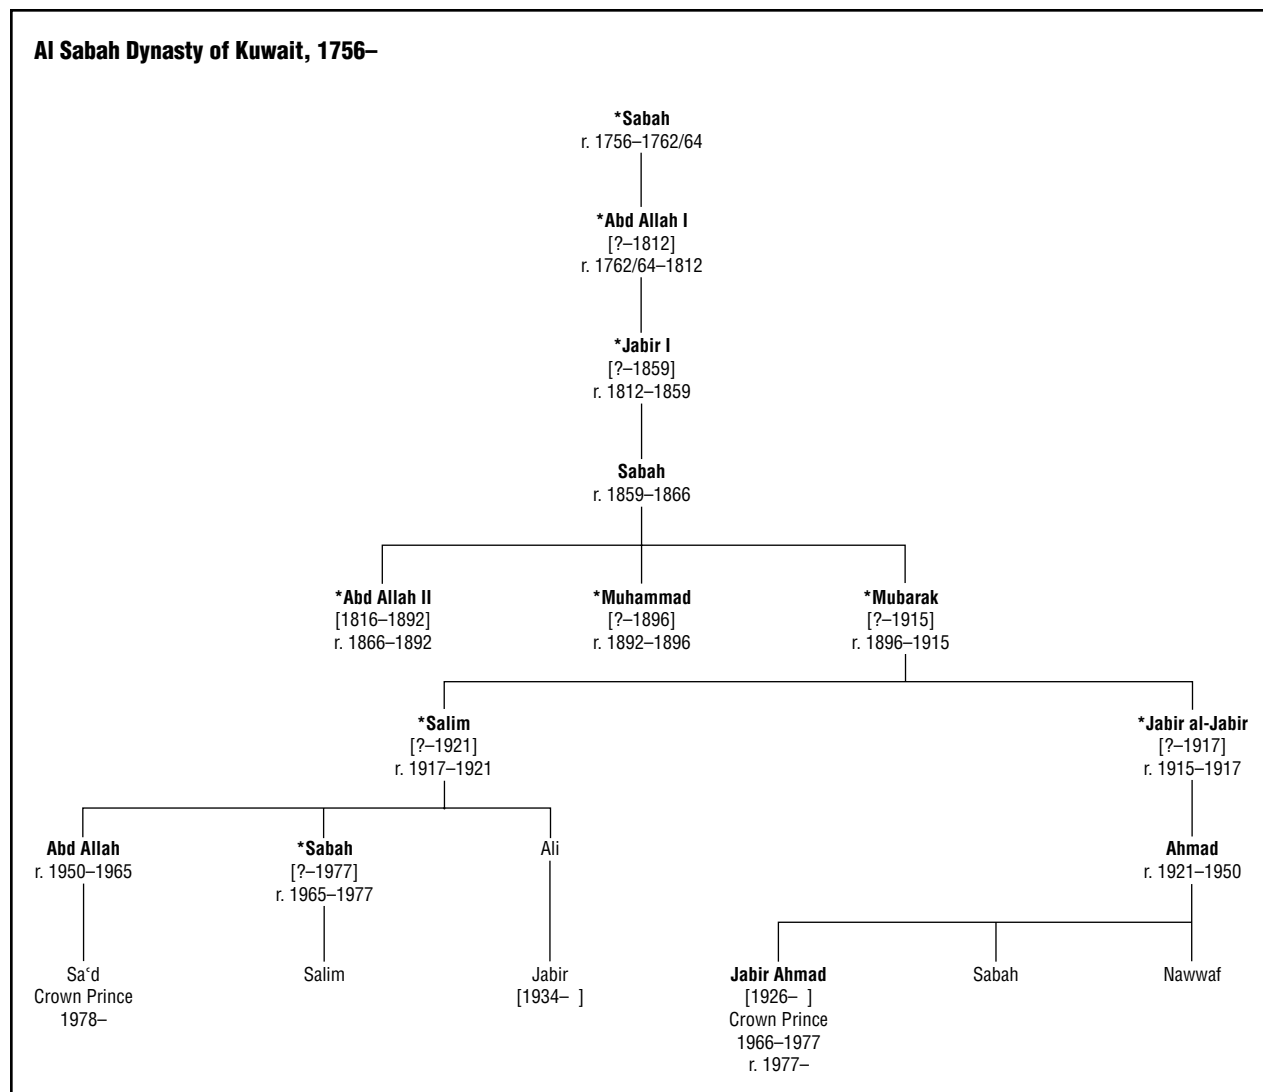 Al Sabah Dynasty of Kuwait, 1756–
*Sabah
r. 1756–1762/64
*Abd Allah I
[?–1812]
r. 1762/64–1812
*Jabir I
[?–1859]
r. 1812–1859
Sabah
r. 1859–1866
*Abd Allah II
[1816–1892]
r. 1866–1892
*Muhammad
[?–1896]
r. 1892–1896
*Mubarak
[?–1915]
r. 1896–1915
*Salim
[?–1921]
r. 1917–1921
*Jabir al-Jabir
[?–1917]
r. 1915–1917
Abd Allah
r. 1950–1965
*Sabah
[?–1977]
r. 1965–1977
Ali
Ahmad
r. 1921–1950
Saʿd
Crown Prince
1978–
Salim
Jabir
[1934– ]
Jabir Ahmad
[1926– ]
Crown Prince
1966–1977
r. 1977–
Sabah
Nawwaf